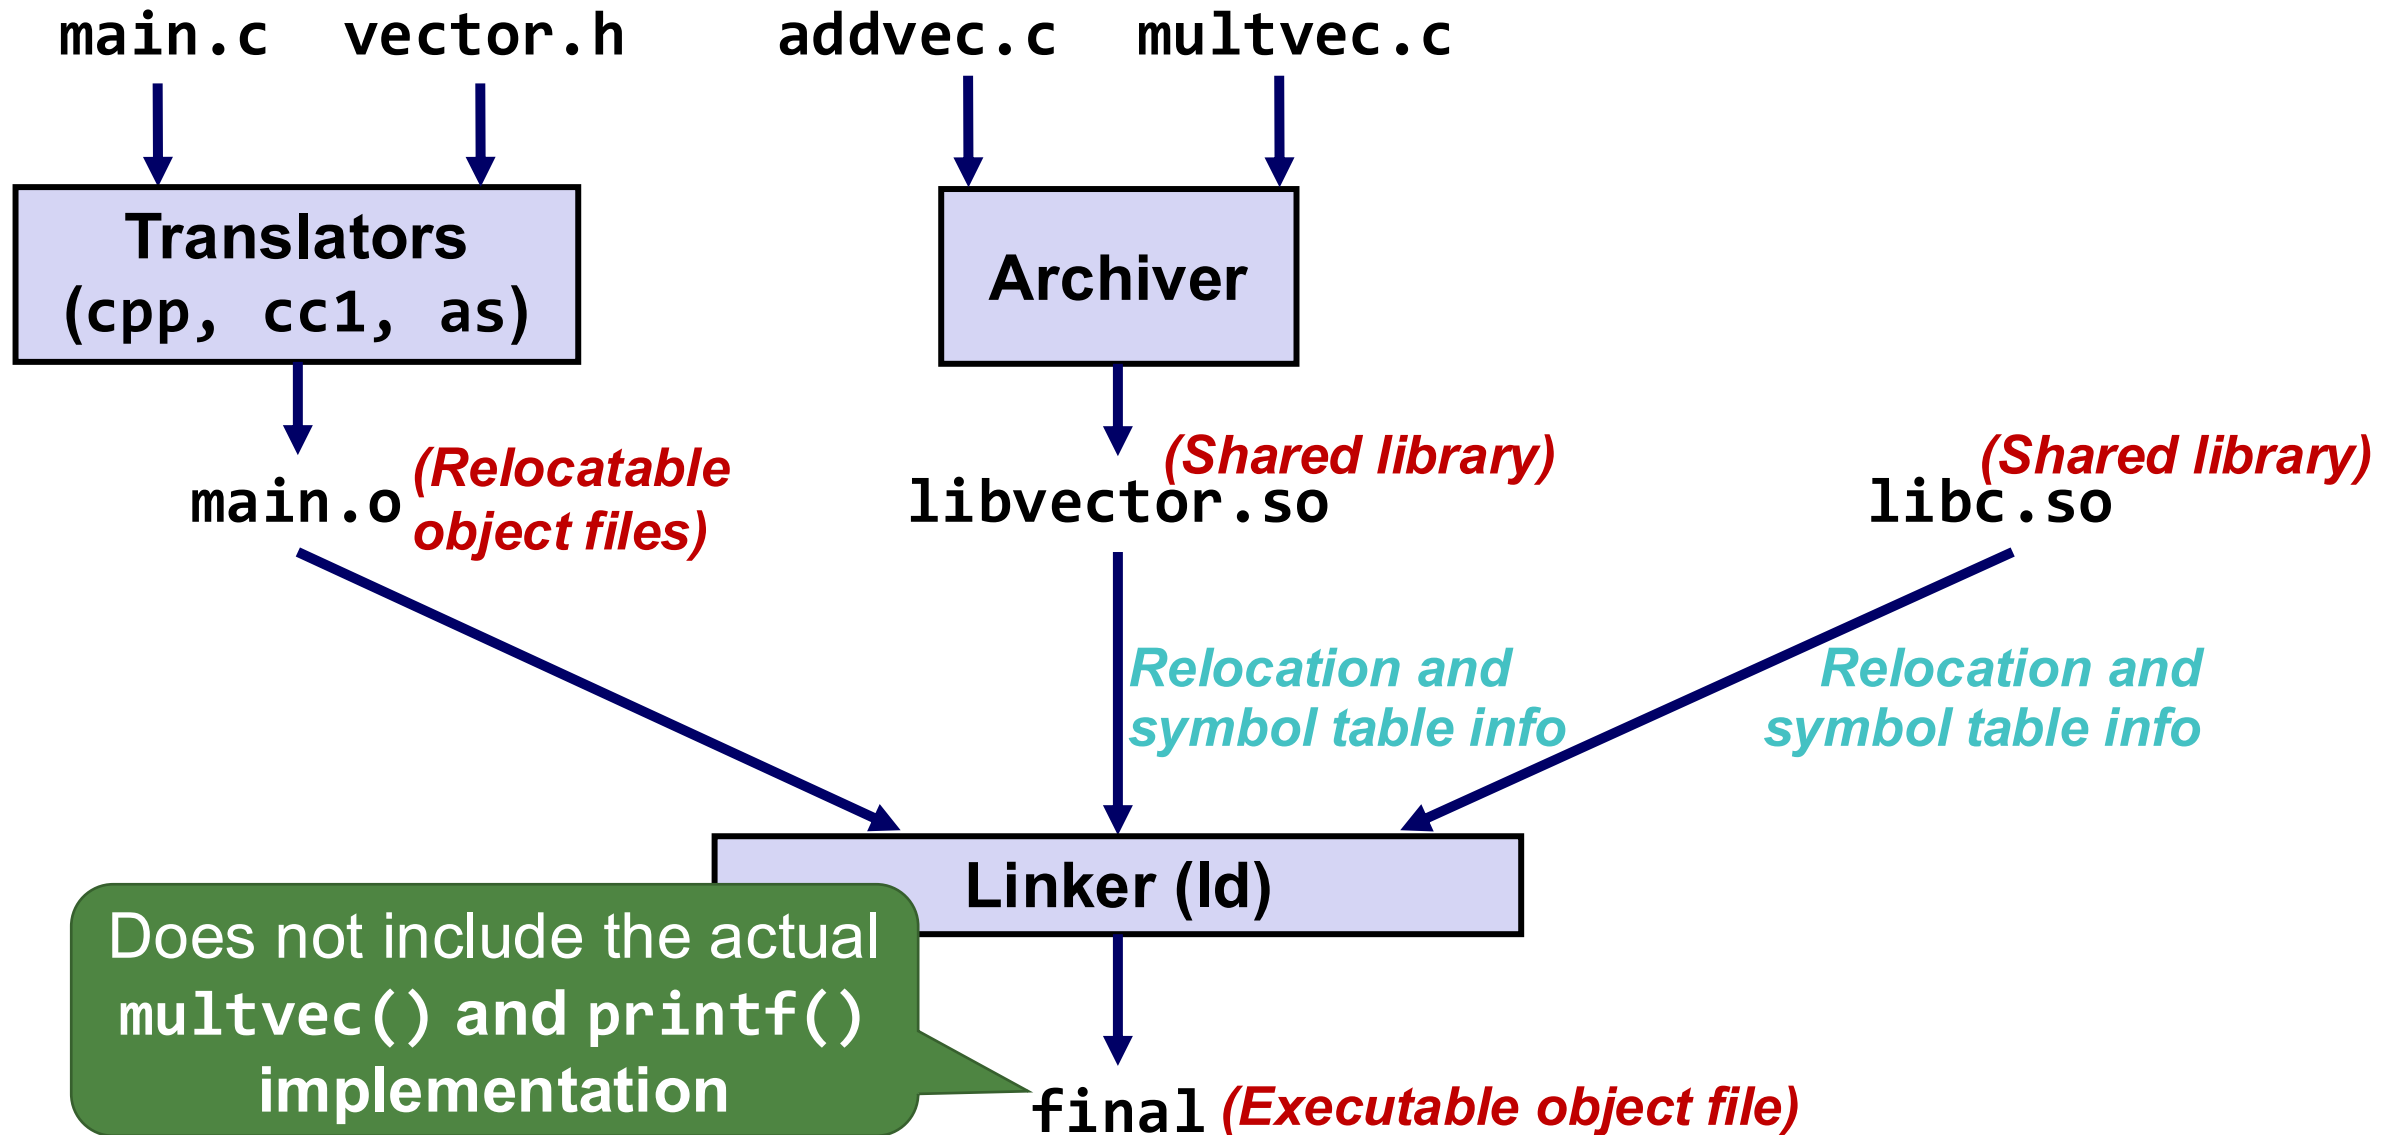 main.c vector.h addvec.c multvec.c
Translators
(cpp, cc1, as)
Archiver
main.o (Relocatable
object files)
(Shared library)
libvector.so
(Shared library)
libc.so
Relocation and
symbol table info
Relocation and
symbol table info
Linker (ld)
Does not include the actual
multvec() and printf()
implementation
final (Executable object file)